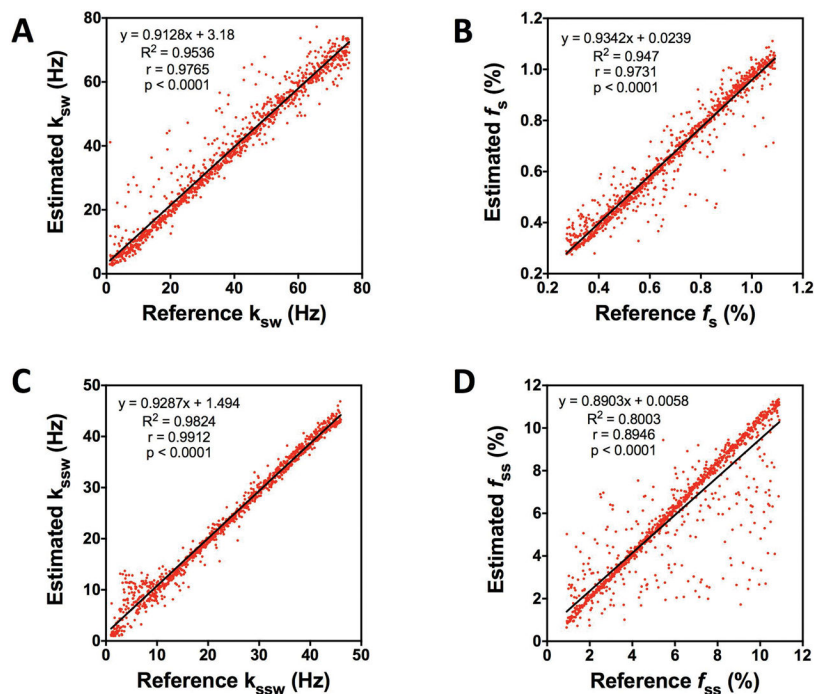 A
y = 0.9128x + 3.18
R² = 0.9536
r = 0.9765
p < 0.0001
Estimated k_sw (Hz)
80
60
40
20
0
0 20 40 60 80
Reference k_sw (Hz)
B
y = 0.9342x + 0.0239
R² = 0.947
r = 0.9731
p < 0.0001
Estimated f_s (%)
1.2
1.0
0.8
0.6
0.4
0.2
0.2 0.4 0.6 0.8 1.0 1.2
Reference f_s (%)
C
y = 0.9287x + 1.494
R² = 0.9824
r = 0.9912
p < 0.0001
Estimated k_ssw (Hz)
50
40
30
20
10
0
0 10 20 30 40 50
Reference k_ssw (Hz)
D
y = 0.8903x + 0.0058
R² = 0.8003
r = 0.8946
p < 0.0001
Estimated f_ss (%)
12
10
8
6
4
2
0
0 2 4 6 8 10 12
Reference f_ss (%)